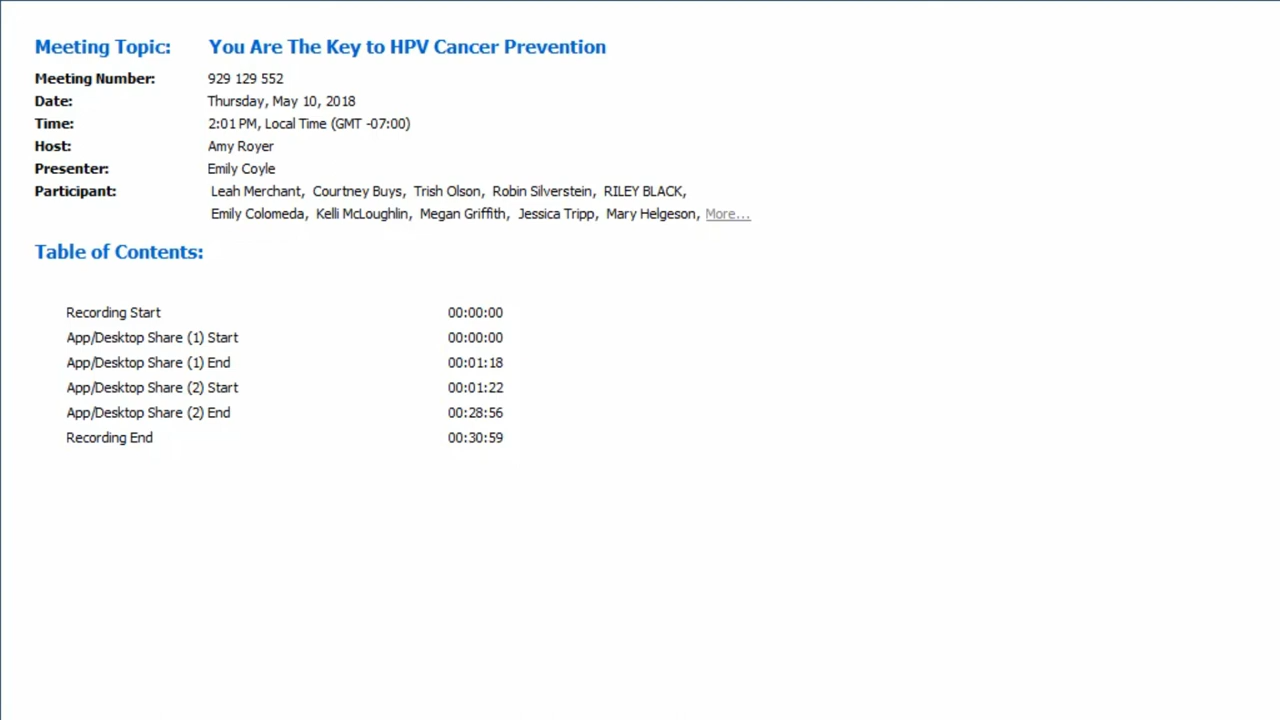 Meeting Topic: You Are The Key to HPV Cancer Prevention
Meeting Number: 929 129 552
Date: Thursday, May 10, 2018
Time: 2:01 PM, Local Time (GMT -07:00)
Host: Amy Royer
Presenter: Emily Coyle
Participant: Leah Merchant, Courtney Buys, Trish Olson, Robin Silverstein, RILEY BLACK,
Emily Colomeda, Kelli McLoughlin, Megan Griffith, Jessica Tripp, Mary Helgeson, More...
Table of Contents:
Recording Start 00:00:00
App/Desktop Share (1) Start 00:00:00
App/Desktop Share (1) End 00:01:18
App/Desktop Share (2) Start 00:01:22
App/Desktop Share (2) End 00:28:56
Recording End 00:30:59